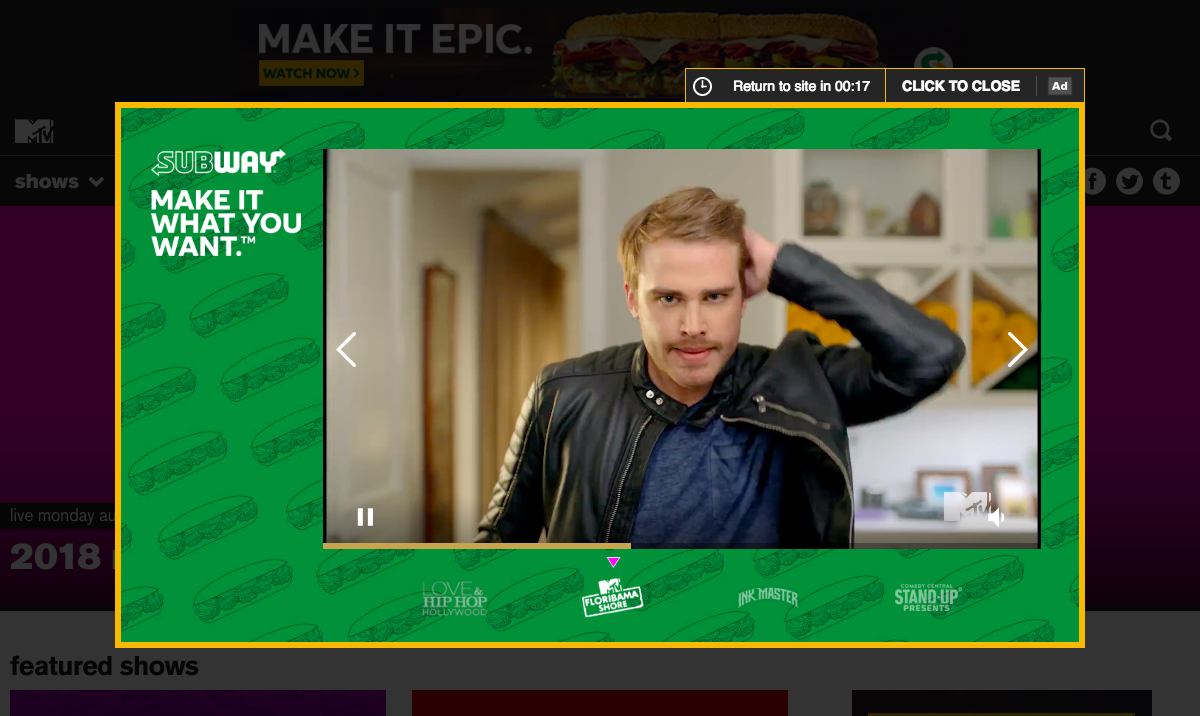 MAKE IT EPIC.
WATCH NOW >
Return to site in 00:17
CLICK TO CLOSE
Ad
MTV
SUBWAY
MAKE IT
WHAT YOU
WANT.™
shows
f
t
MTV
live monday au
2018
LOVE &
HIP HOP
HOLLYWOOD
MTV
FLORIBAMA
SHORE
INK MASTER
COMEDY CENTRAL
STAND-UP
PRESENTS
featured shows